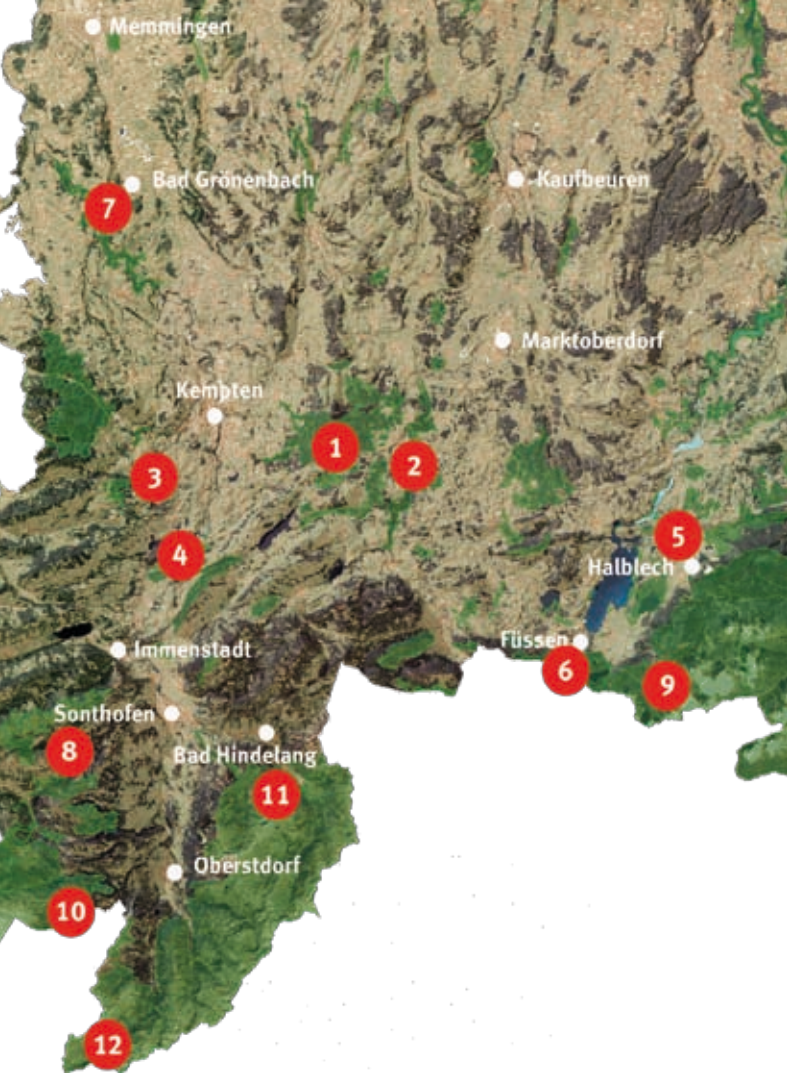 Memmingen
Bad Grönenbach
Kaufbeuren
7
Marktoberdorf
Kempten
1
2
3
5
4
Halblech
Füssen
Immenstadt
6
9
Sonthofen
8
Bad Hindelang
11
Oberstdorf
10
12